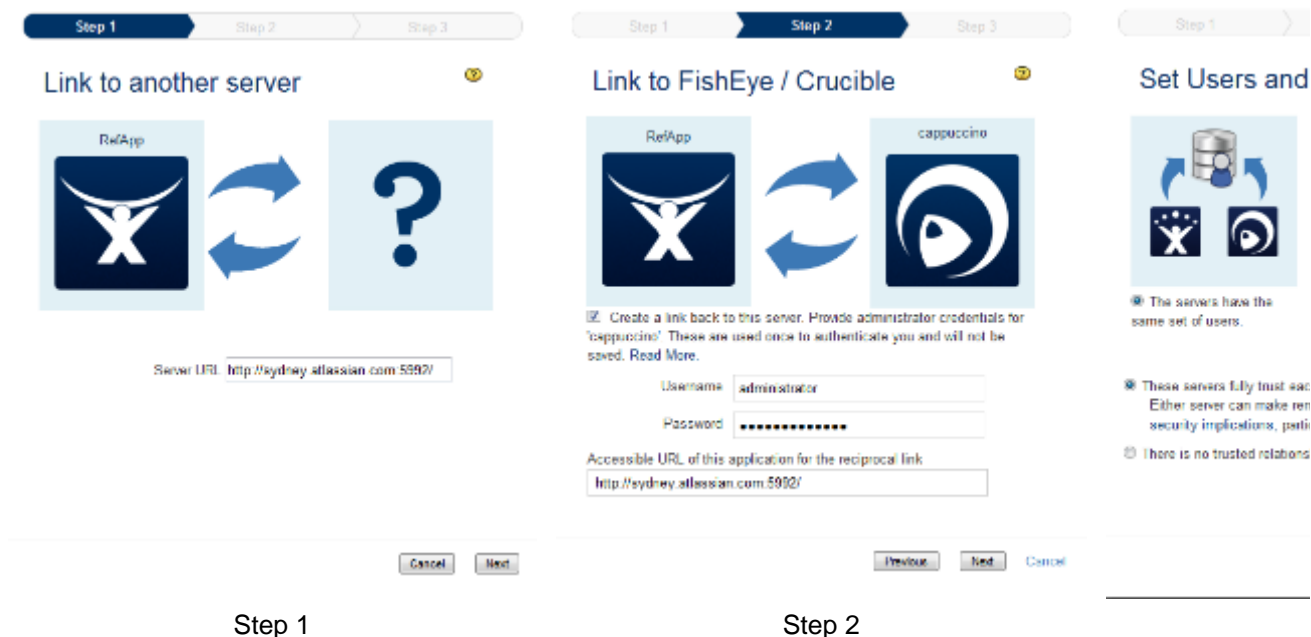 Step 1
Step 2
Step 3
Link to another server
RefApp
Server URL http://sydney.atlassian.com:5992/
Cancel
Next
Step 1
Step 1
Step 2
Step 3
Link to FishEye / Crucible
RefApp
cappuccino
Create a link back to this server. Provide administrator credentials for
'cappuccino'. These are used once to authenticate you and will not be
saved. Read More.
Username administrator
Password
Accessible URL of this application for the reciprocal link
http://sydney.atlassian.com:5992/
Previous
Next
Cancel
Step 2
Step 1
Set Users and
The servers have the
same set of users.
These servers fully trust eac
Either server can make ren
security implications, parti
There is no trusted relations